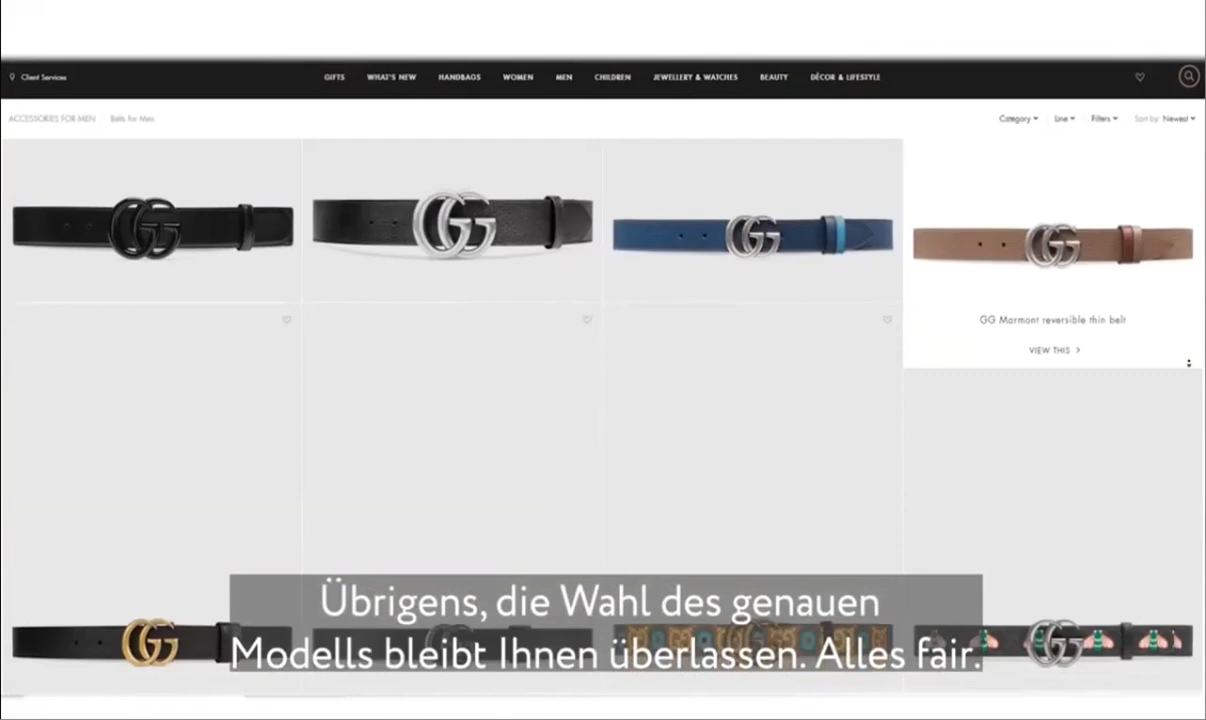 Client Services
GIFTS
WHAT'S NEW
HANDBAGS
WOMEN
MEN
CHILDREN
JEWELLERY & WATCHES
BEAUTY
DÉCOR & LIFESTYLE
ACCESSORIES FOR MEN
Belts for Men
Category
Line
Filters
Sort by: Newest
GG Marmont reversible thin belt
VIEW THIS >
Übrigens, die Wahl des genauen
Modells bleibt Ihnen überlassen. Alles fair.